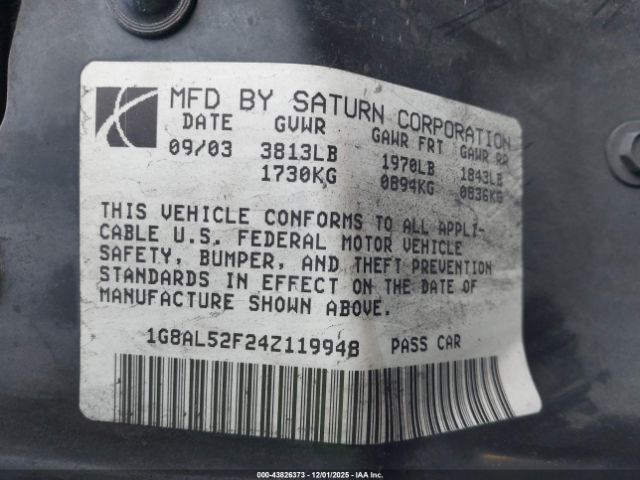 MFD BY SATURN CORPORATION
DATE GVWR GAWR FRT GAWR RR
09/03 3813LB 1970LB 1843LB
1730KG 0894KG 0836KG
THIS VEHICLE CONFORMS TO ALL APPLI-
CABLE U.S. FEDERAL MOTOR VEHICLE
SAFETY, BUMPER, AND THEFT PREVENTION
STANDARDS IN EFFECT ON THE DATE OF
MANUFACTURE SHOWN ABOVE.
1G8AL52F24Z119948 PASS CAR
000-43826373 - 12/01/2025 - IAA Inc.